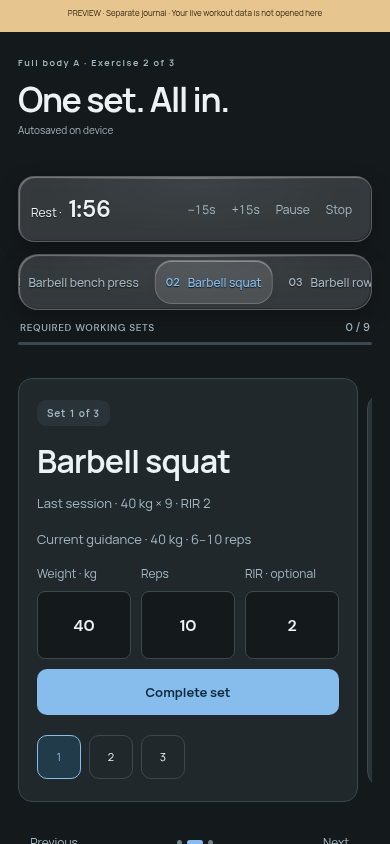 PREVIEW · Separate journal · Your live workout data is not opened here
Full body A · Exercise 2 of 3
One set. All in.
Autosaved on device
Rest · 1:56 −15s +15s Pause Stop
Barbell bench press 02 Barbell squat 03 Barbell row
REQUIRED WORKING SETS 0 / 9
Set 1 of 3
Barbell squat
Last session · 40 kg × 9 · RIR 2
Current guidance · 40 kg · 6–10 reps
Weight · kg Reps RIR · optional
40 10 2
Complete set
1 2 3
Previous Next